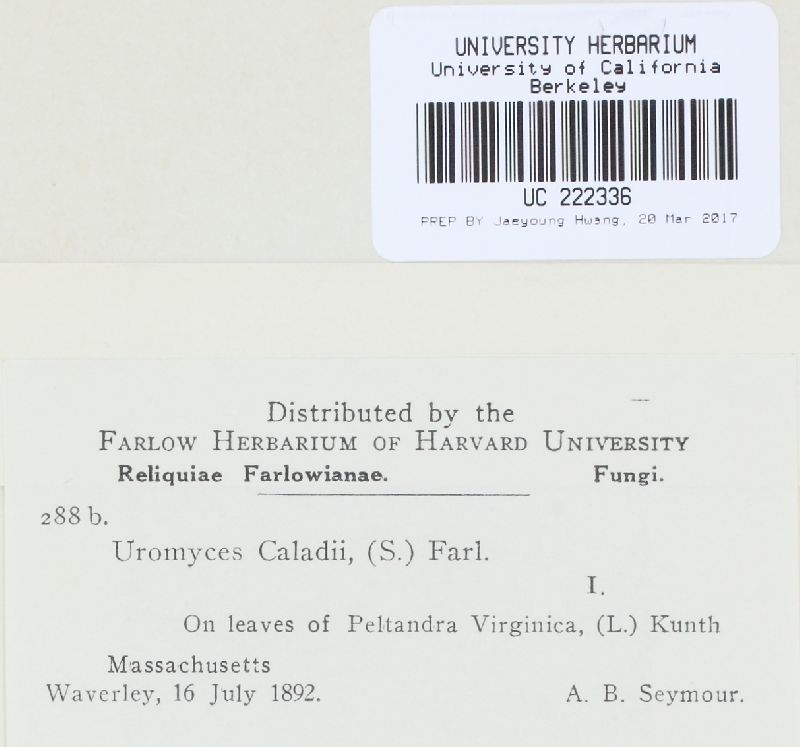 UNIVERSITY HERBARIUM
University of California
Berkeley
UC 222336
PREP BY Jaeyoung Hwang, 20 Mar 2017
Distributed by the
FARLOW HERBARIUM OF HARVARD UNIVERSITY
Reliquiae Farlowianae. Fungi.
288 b.
Uromyces Caladii, (S.) Farl.
I.
On leaves of Peltandra Virginica, (L.) Kunth
Massachusetts
Waverley, 16 July 1892. A. B. Seymour.